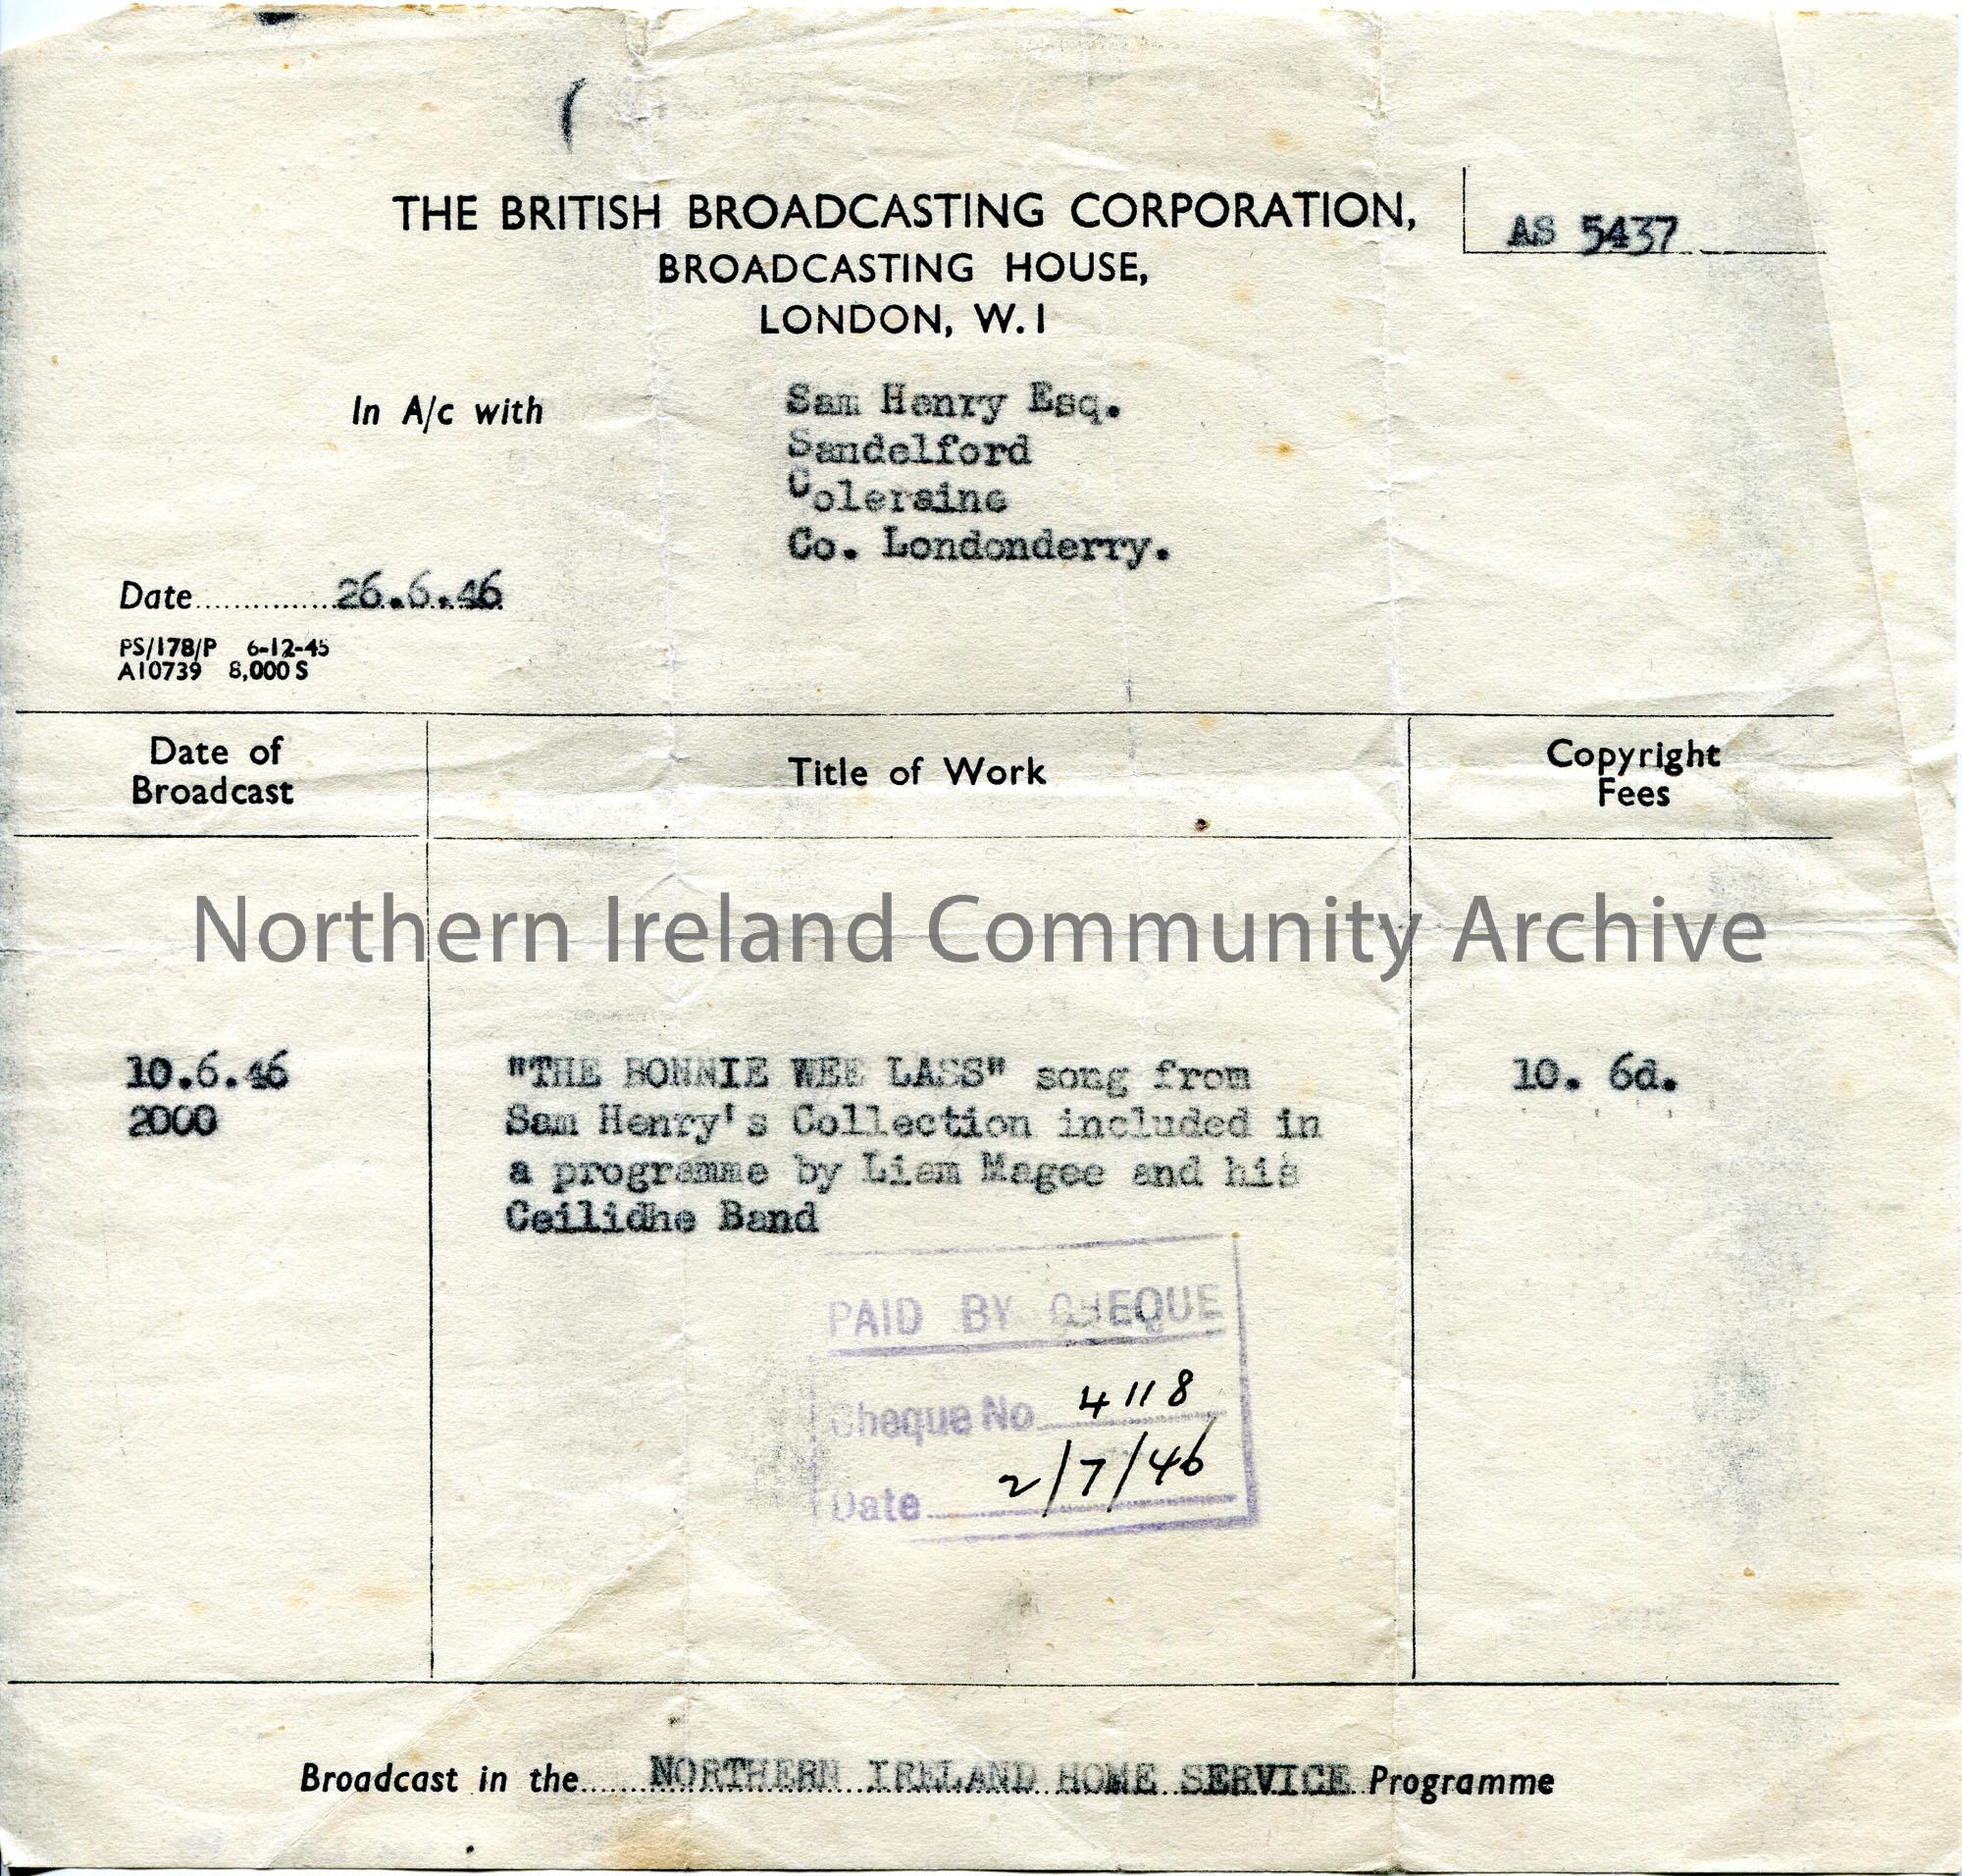 THE BRITISH BROADCASTING CORPORATION,
BROADCASTING HOUSE,
LONDON, W.1
AS 5437
In A/c with
Sam Henry Esq.
Sandelford
Coleraine
Co. Londonderry.
Date 26.6.46
PS/178/P 6-12-45
A10739 8,000 S
Date of
Broadcast
Title of Work
Copyright
Fees
Northern Ireland Community Archive
10.6.46
2000
"THE BONNIE WEE LASS" song from
Sam Henry's Collection included in
a programme by Liam Magee and his
Ceilidhe Band
10. 6d.
PAID BY CHEQUE
Cheque No 4118
Date 2/7/46
Broadcast in the NORTHERN IRELAND HOME SERVICE Programme